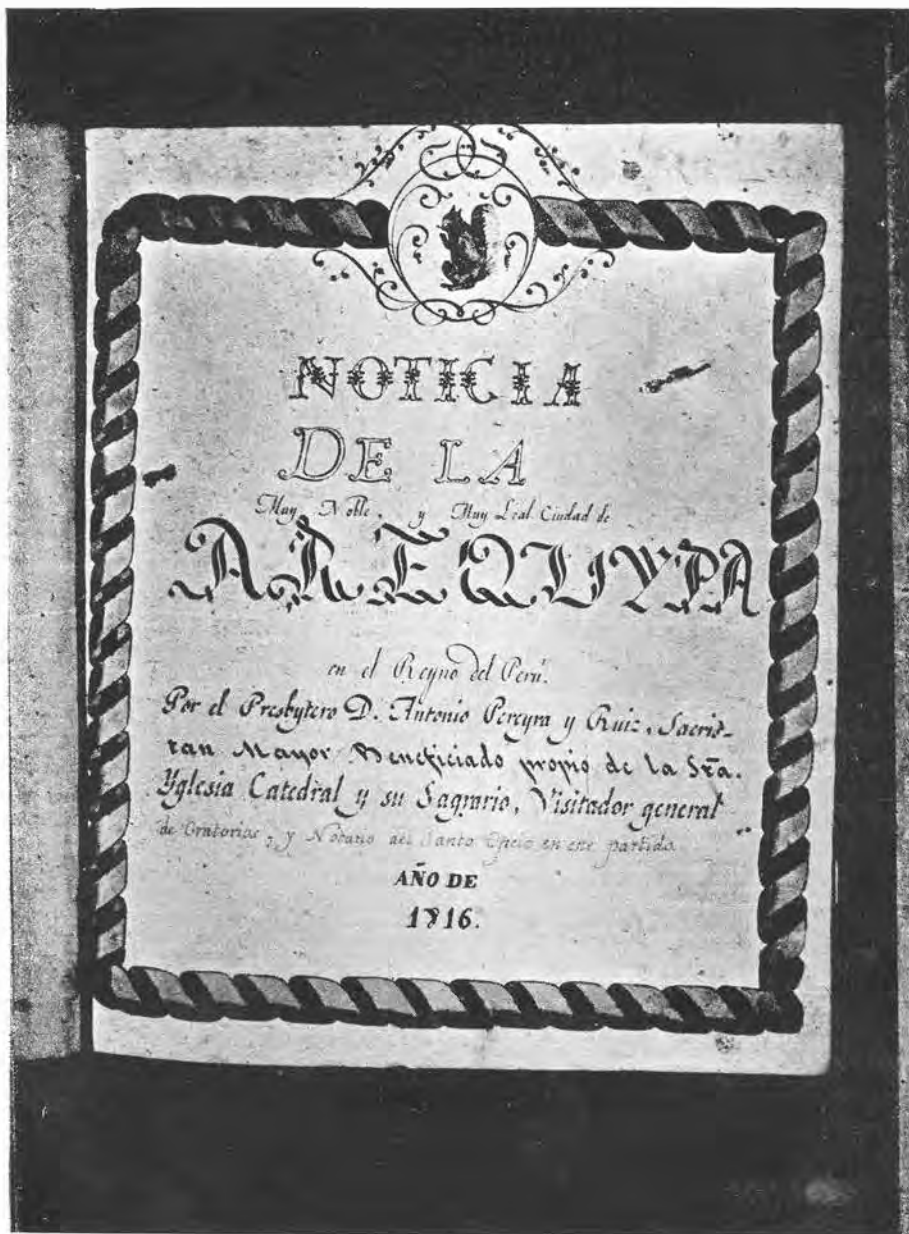 NOTICIA
DE LA
Muy Noble, y Muy Leal Ciudad de
AREQUYPA
en el Reyno del Perú.
Por el Presbytero D. Antonio Pereyra y Ruiz, Sacris-
tan Mayor Beneficiado propio de la Sta.
Yglesia Catedral y su Sagrario, Visitador general
de Oratorios, y Notario del Santo Oficio en este partido.
AÑO DE
1816.